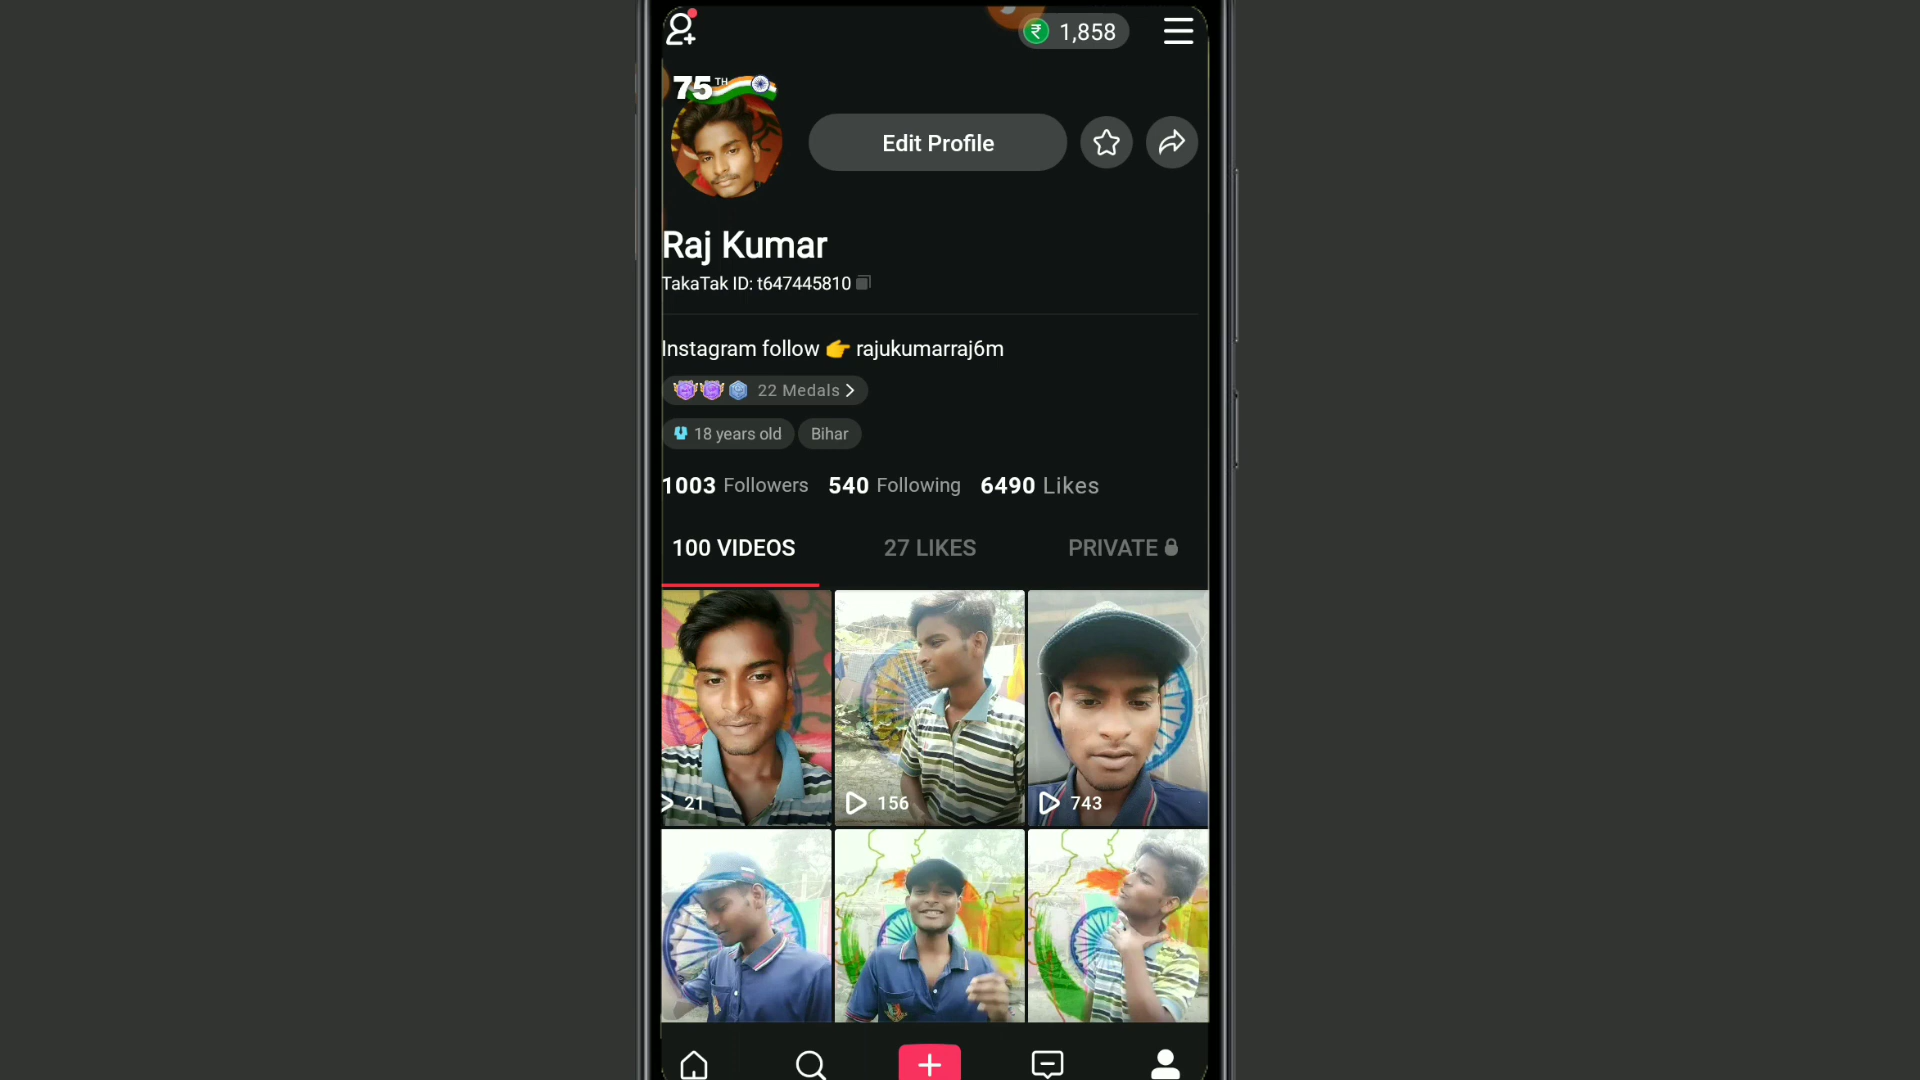 1,858
75TH
Edit Profile
Raj Kumar
TakaTak ID: t647445810
Instagram follow 👉 rajukumarraj6m
22 Medals
18 years old Bihar
1003 Followers 540 Following 6490 Likes
100 VIDEOS 27 LIKES PRIVATE
21 156 743